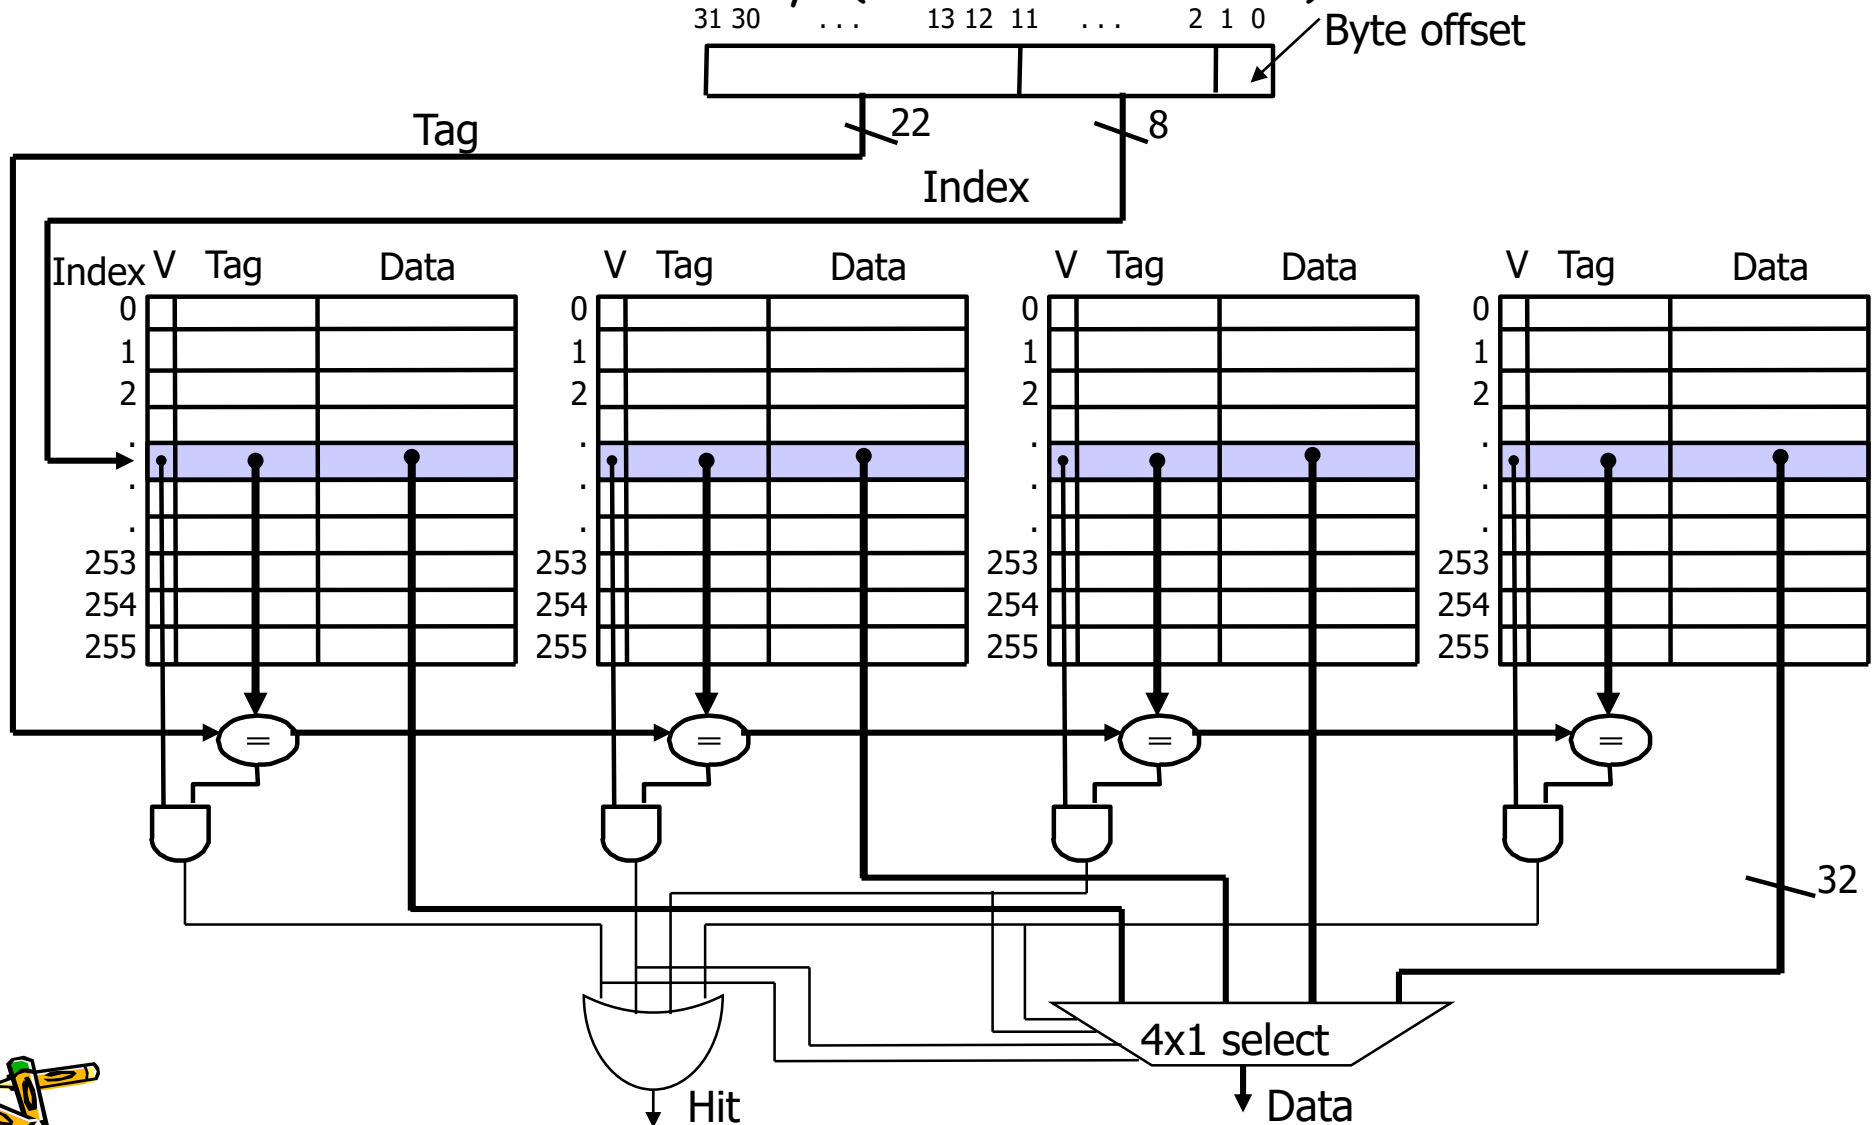 31 30 . . . 13 12 11 . . . 2 1 0
Byte offset
Tag
22
8
Index
Index V Tag Data V Tag Data V Tag Data V Tag Data
0 0 0 0
1 1 1 1
2 2 2 2
. . . .
. . . .
. . . .
253 253 253 253
254 254 254 254
255 255 255 255
= = = =
32
4x1 select
Hit
Data